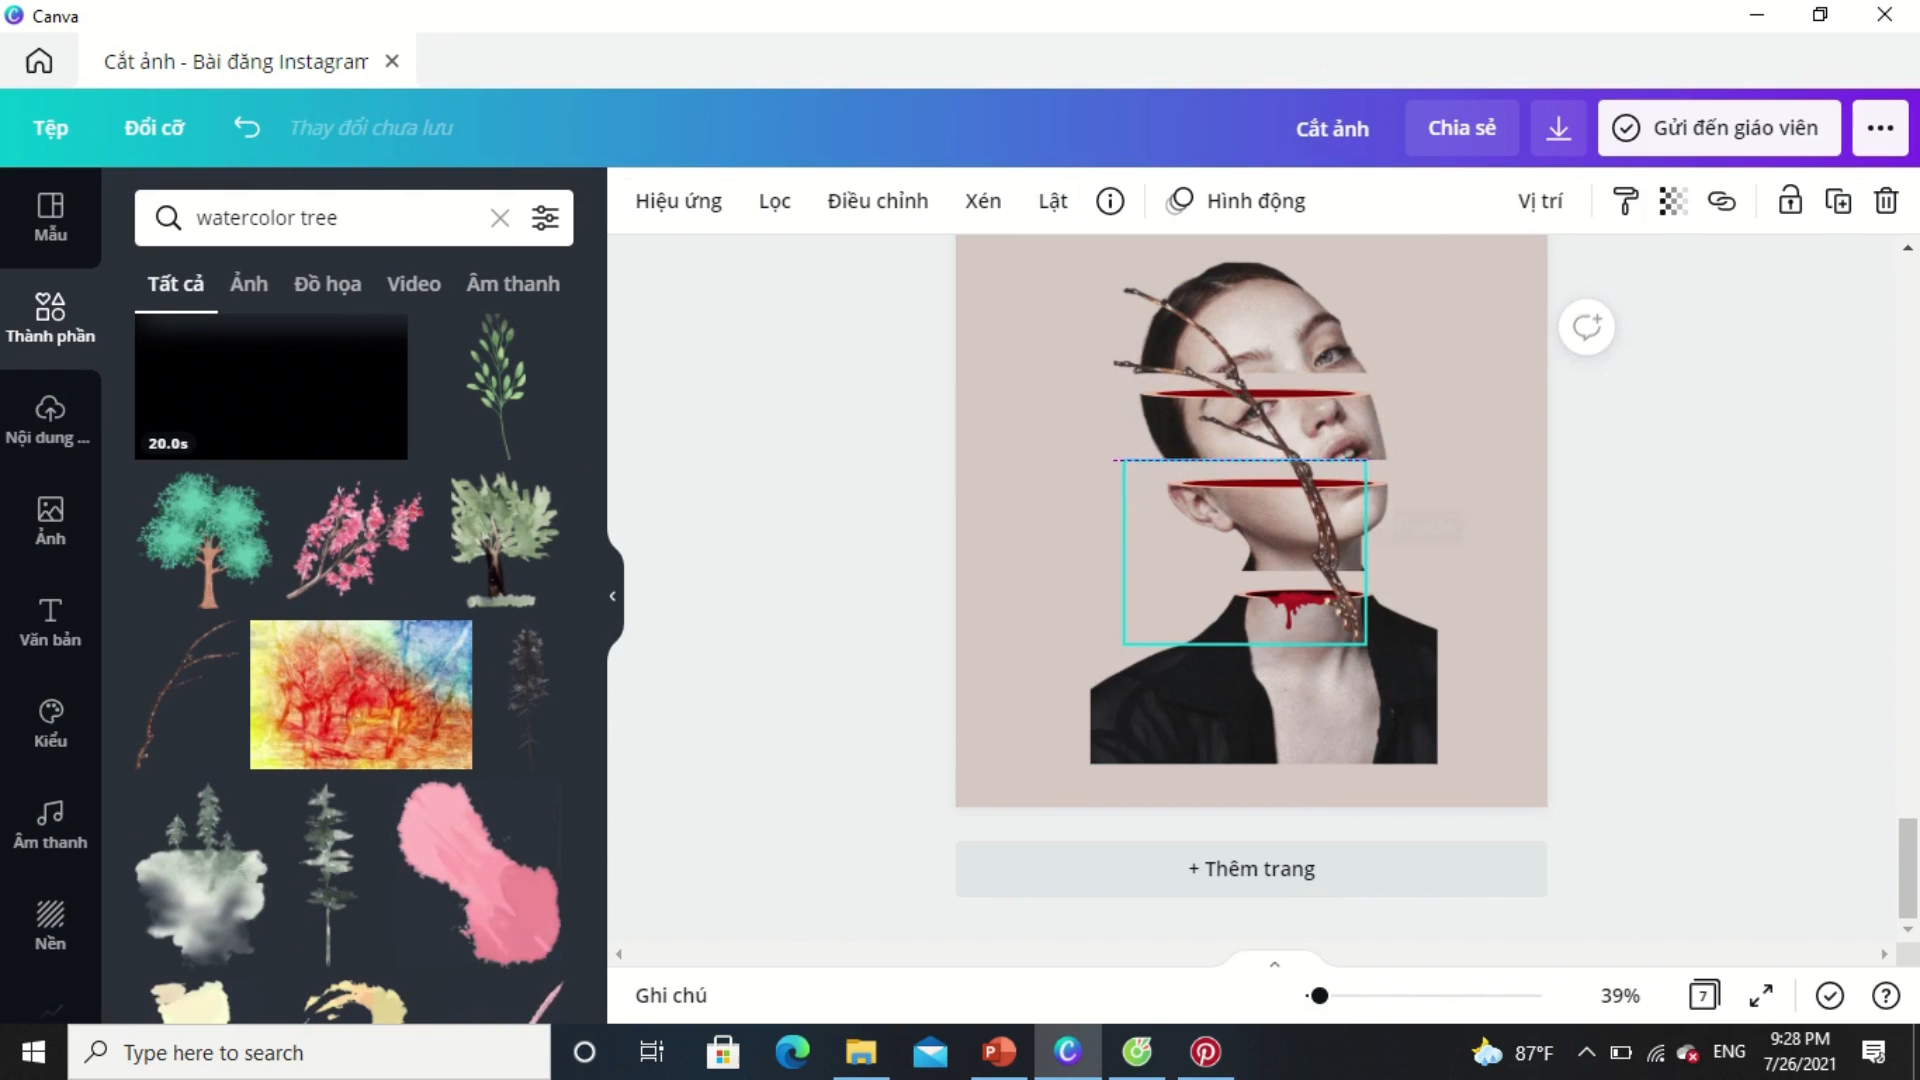 Canva
Cắt ảnh - Bài đăng Instagram
Tệp
Đổi cỡ
Thay đổi chưa lưu
Cắt ảnh
Chia sẻ
Gửi đến giáo viên
Mẫu
Thành phần
Nội dung ...
Ảnh
Văn bản
Kiểu
Âm thanh
Nền
watercolor tree
Tất cả
Ảnh
Đồ họa
Video
Âm thanh
20.0s
Hiệu ứng
Lọc
Điều chỉnh
Xén
Lật
Hình động
Vị trí
+ Thêm trang
Ghi chú
39%
7
Type here to search
87°F
ENG
9:28 PM
7/26/2021